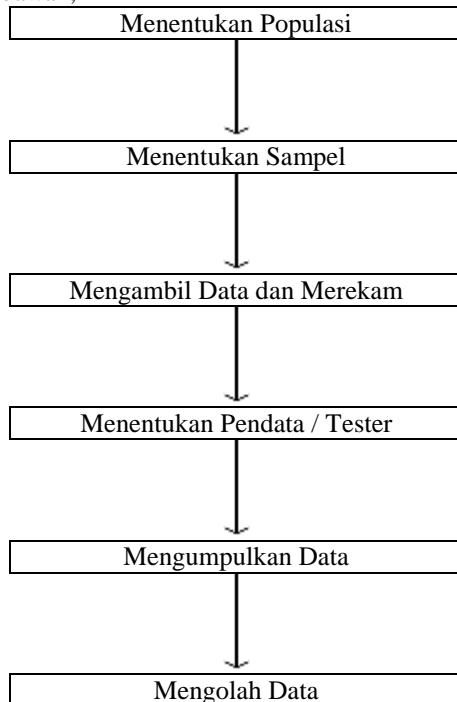 Menentukan Populasi
Menentukan Sampel
Mengambil Data dan Merekam
Menentukan Pendata / Tester
Mengumpulkan Data
Mengolah Data